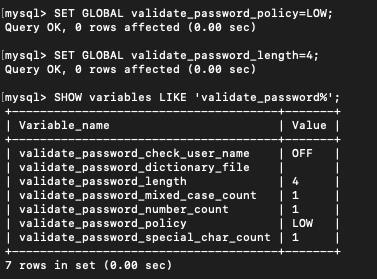 [mysql> SET GLOBAL validate_password_policy=LOW;
Query OK, 0 rows affected (0.00 sec)
[mysql> SET GLOBAL validate_password_length=4;
Query OK, 0 rows affected (0.00 sec)
[mysql> SHOW variables LIKE 'validate_password%';
+--------------------------------------+-------+
| Variable_name                        | Value |
+--------------------------------------+-------+
| validate_password_check_user_name    | OFF   |
| validate_password_dictionary_file    |       |
| validate_password_length             | 4     |
| validate_password_mixed_case_count   | 1     |
| validate_password_number_count       | 1     |
| validate_password_policy             | LOW   |
| validate_password_special_char_count | 1     |
+--------------------------------------+-------+
7 rows in set (0.00 sec)